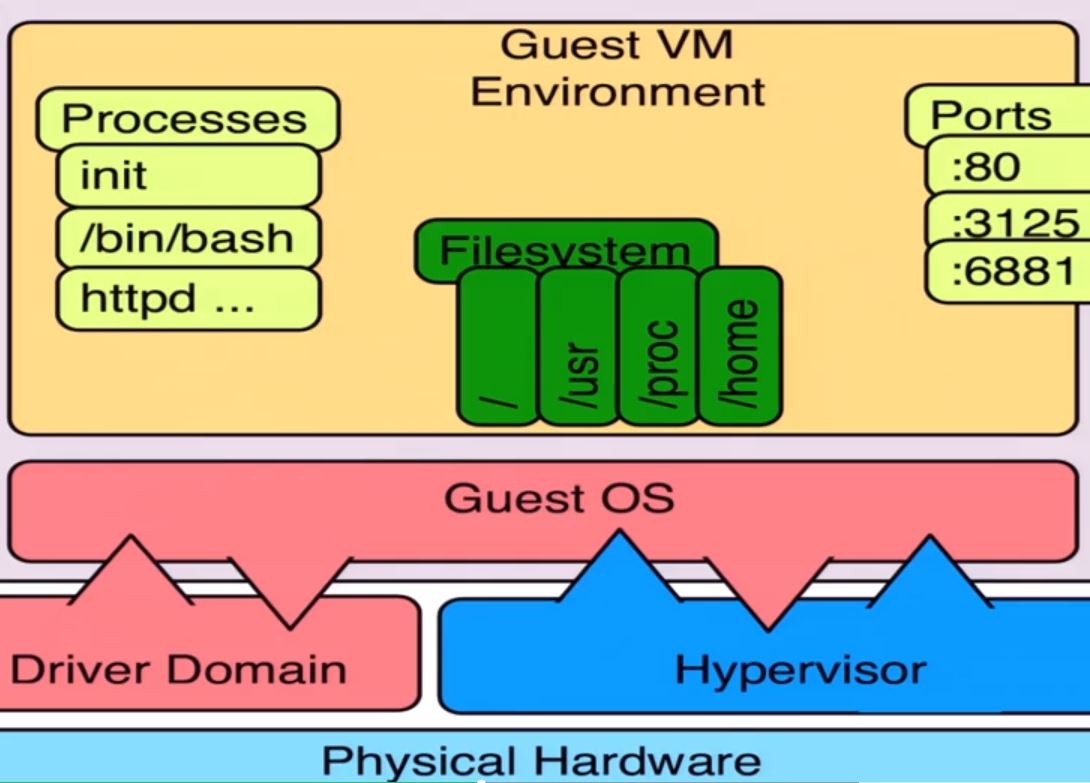 Guest VM
Environment
Processes
init
/bin/bash
httpd ...
Ports
:80
:3125
:6881
Filesystem
/
/usr
/proc
/home
Guest OS
Driver Domain
Hypervisor
Physical Hardware